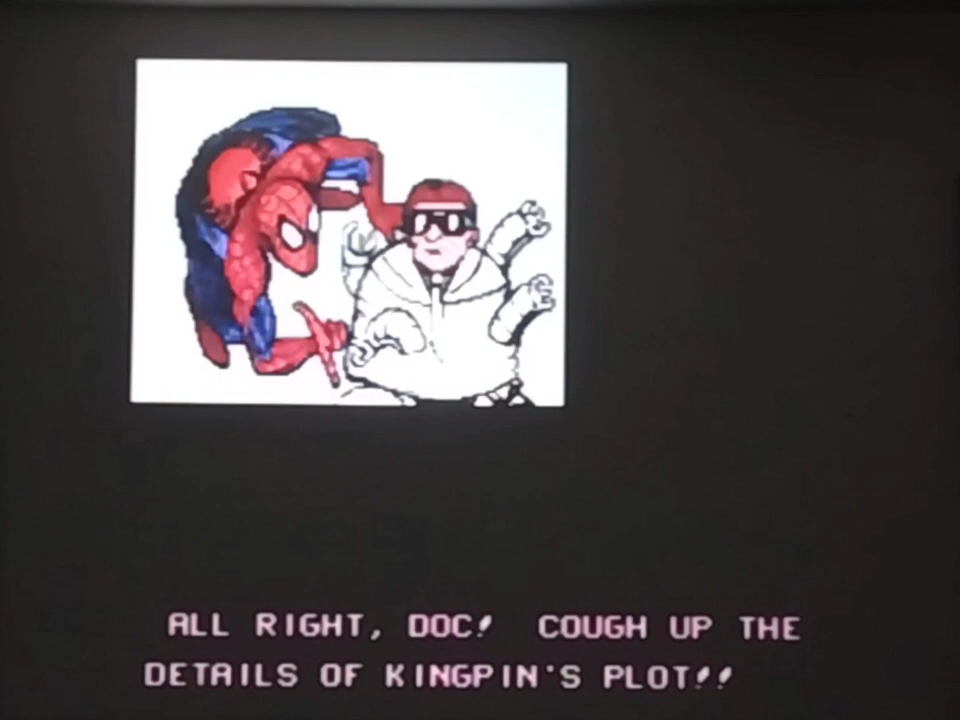 ALL RIGHT, DOC! COUGH UP THE
DETAILS OF KINGPIN'S PLOT!!